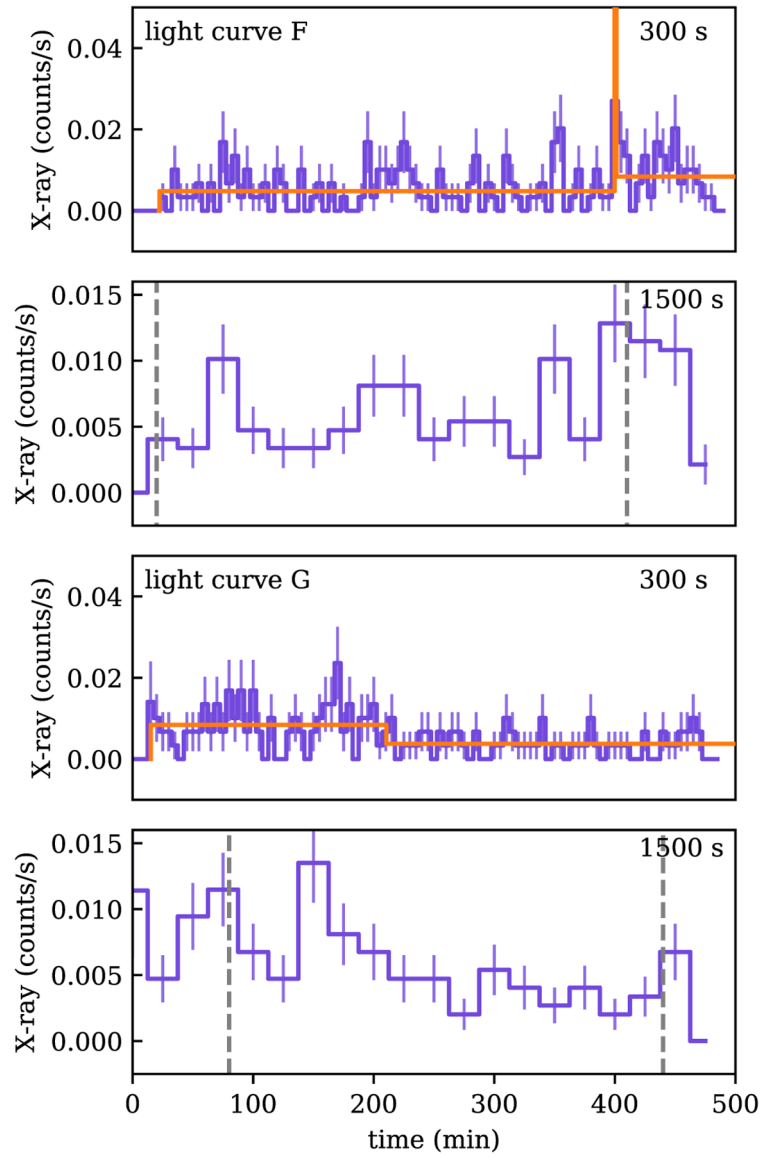 light curve F
300 s
X-ray (counts/s)
0.04
0.02
0.00
1500 s
X-ray (counts/s)
0.015
0.010
0.005
0.000
light curve G
300 s
X-ray (counts/s)
0.04
0.02
0.00
1500 s
X-ray (counts/s)
0.015
0.010
0.005
0.000
0 100 200 300 400 500
time (min)